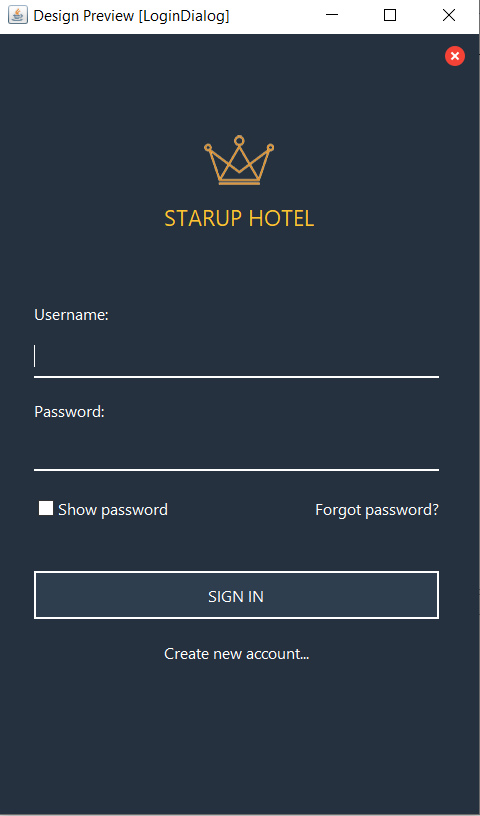 Design Preview [LoginDialog]
STARUP HOTEL
Username:
Password:
Show password
Forgot password?
SIGN IN
Create new account...